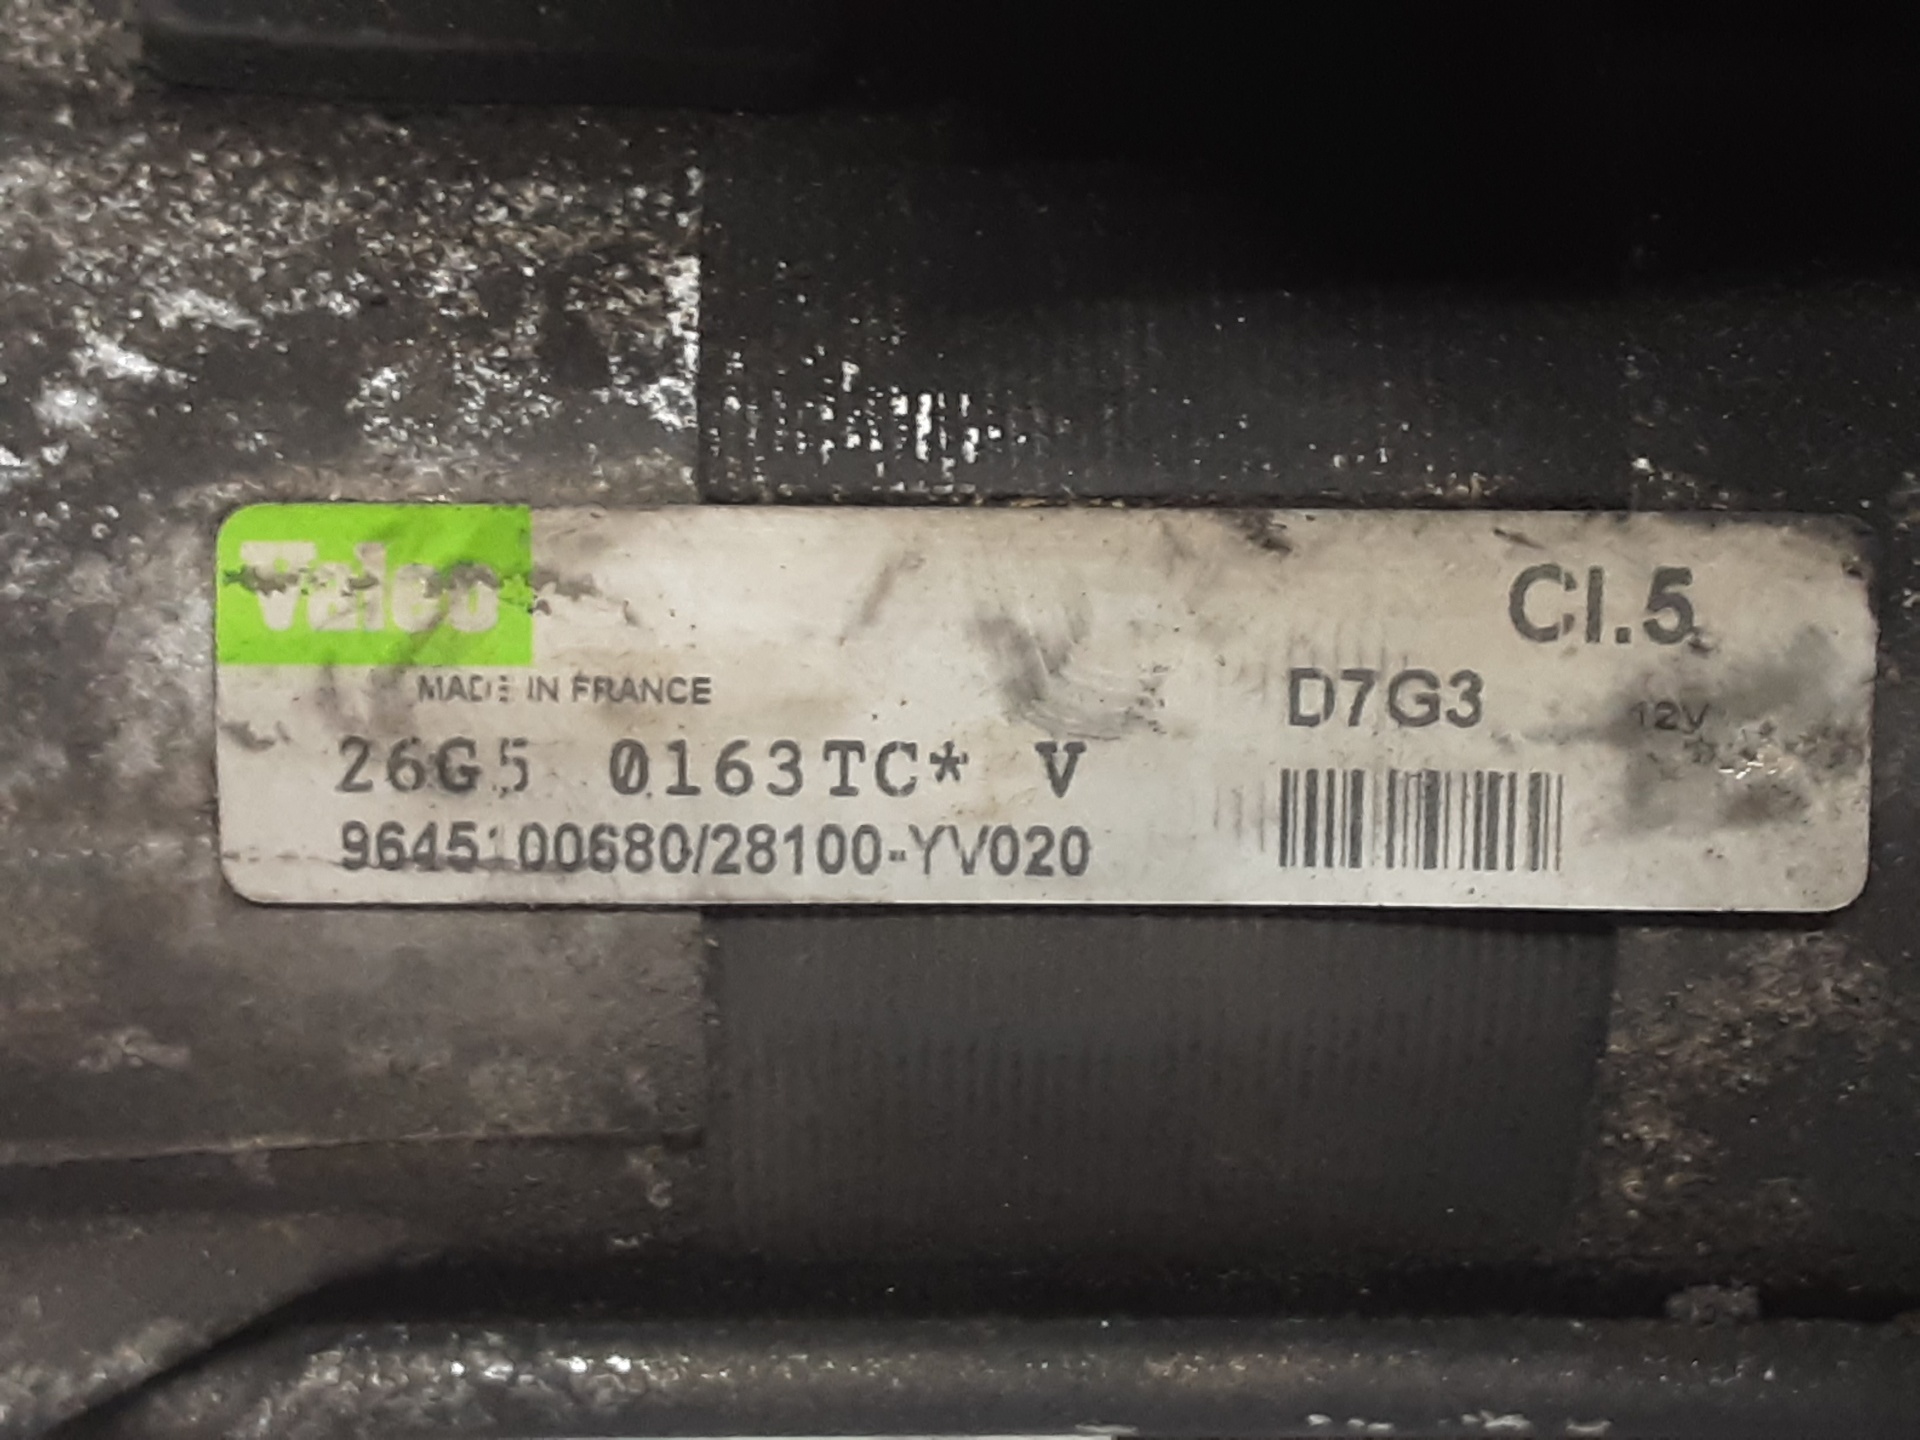 Valeo
Cl.5
MADE IN FRANCE
D7G3
12V
26G5 0163TC* V
9645100680/28100-YV020